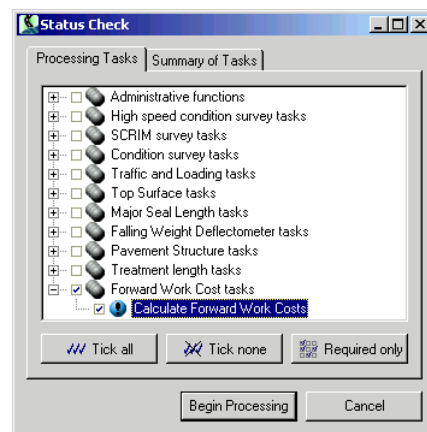 Status Check
Processing Tasks Summary of Tasks
Administrative functions
High speed condition survey tasks
SCRIM survey tasks
Condition survey tasks
Traffic and Loading tasks
Top Surface tasks
Major Seal Length tasks
Falling Weight Deflectometer tasks
Pavement Structure tasks
Treatment length tasks
Forward Work Cost tasks
Calculate Forward Work Costs
Tick all Tick none Required only
Begin Processing Cancel